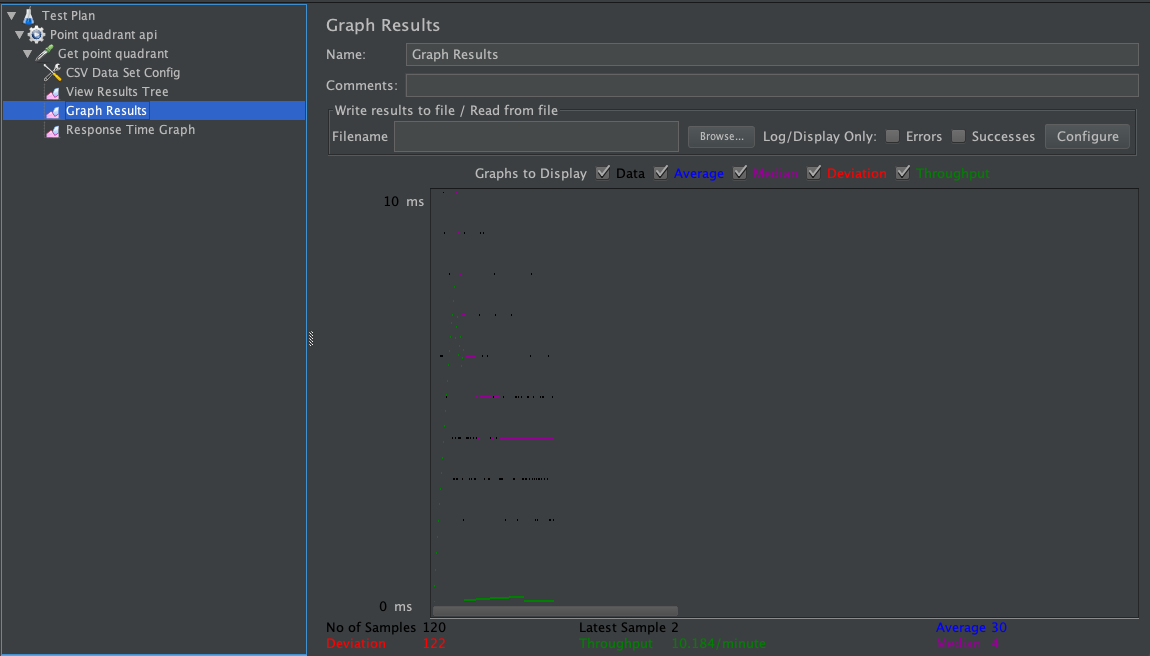 Test Plan
Point quadrant api
Get point quadrant
CSV Data Set Config
View Results Tree
Graph Results
Response Time Graph
Graph Results
Name: Graph Results
Comments:
Write results to file / Read from file
Filename Browse... Log/Display Only: Errors Successes Configure
Graphs to Display Data Average Median Deviation Throughput
10 ms
0 ms
No of Samples 120 Latest Sample 2 Average 30
Deviation 122 Throughput 10.184/minute Median 4